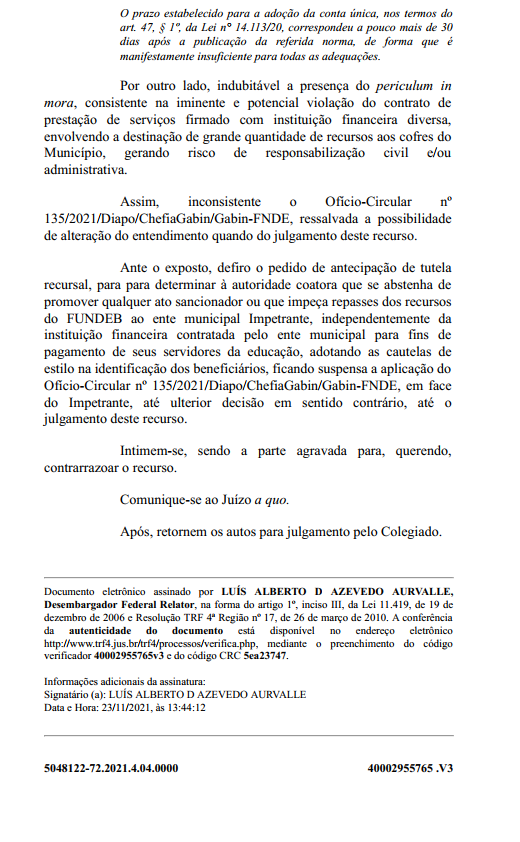 O prazo estabelecido para a adoção da conta única, nos termos do
art. 47, § 1º, da Lei nº 14.113/20, correspondeu a pouco mais de 30
dias após a publicação da referida norma, de forma que é
manifestamente insuficiente para todas as adequações.
Por outro lado, indubitável a presença do periculum in
mora, consistente na iminente e potencial violação do contrato de
prestação de serviços firmado com instituição financeira diversa,
envolvendo a destinação de grande quantidade de recursos aos cofres do
Município, gerando risco de responsabilização civil e/ou
administrativa.
Assim, inconsistente o Ofício-Circular nº
135/2021/Diapo/ChefiaGabin/Gabin-FNDE, ressalvada a possibilidade
de alteração do entendimento quando do julgamento deste recurso.
Ante o exposto, defiro o pedido de antecipação de tutela
recursal, para para determinar à autoridade coatora que se abstenha de
promover qualquer ato sancionador ou que impeça repasses dos recursos
do FUNDEB ao ente municipal Impetrante, independentemente da
instituição financeira contratada pelo ente municipal para fins de
pagamento de seus servidores da educação, adotando as cautelas de
estilo na identificação dos beneficiários, ficando suspensa a aplicação do
Ofício-Circular nº 135/2021/Diapo/ChefiaGabin/Gabin-FNDE, em face
do Impetrante, até ulterior decisão em sentido contrário, até o
julgamento deste recurso.
Intimem-se, sendo a parte agravada para, querendo,
contrarrazoar o recurso.
Comunique-se ao Juízo a quo.
Após, retornem os autos para julgamento pelo Colegiado.
Documento eletrônico assinado por LUÍS ALBERTO D AZEVEDO AURVALLE,
Desembargador Federal Relator, na forma do artigo 1º, inciso III, da Lei 11.419, de 19 de
dezembro de 2006 e Resolução TRF 4ª Região nº 17, de 26 de março de 2010. A conferência
da autenticidade do documento está disponível no endereço eletrônico
http://www.trf4.jus.br/trf4/processos/verifica.php, mediante o preenchimento do código
verificador 40002955765v3 e do código CRC 5ea23747.
Informações adicionais da assinatura:
Signatário (a): LUÍS ALBERTO D AZEVEDO AURVALLE
Data e Hora: 23/11/2021, às 13:44:12
5048122-72.2021.4.04.0000 40002955765 .V3